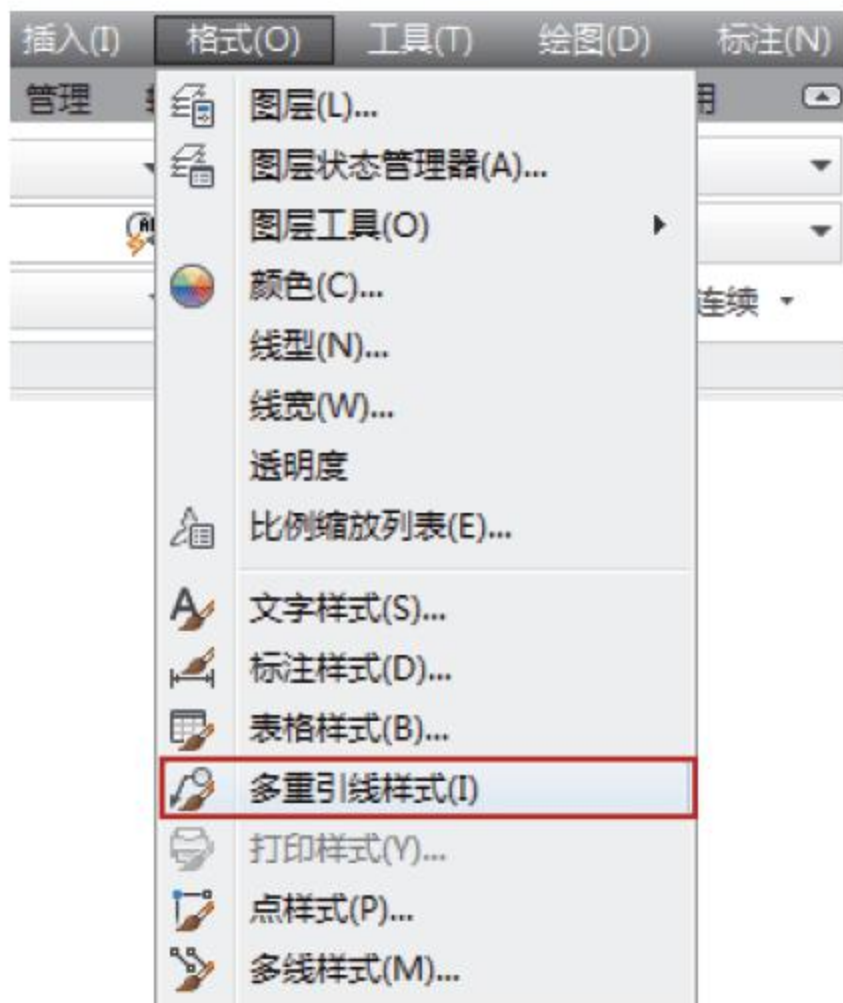 插入(I) 格式(O) 工具(T) 绘图(D) 标注(N)
管理 用
图层(L)...
图层状态管理器(A)...
图层工具(O)
颜色(C)...
连续
线型(N)...
线宽(W)...
透明度
比例缩放列表(E)...
文字样式(S)...
标注样式(D)...
表格样式(B)...
多重引线样式(I)
打印样式(Y)...
点样式(P)...
多线样式(M)...